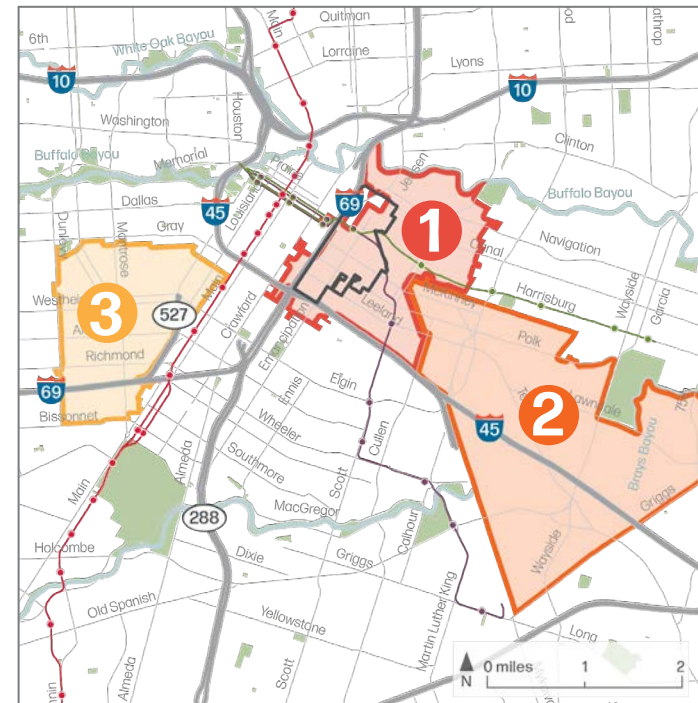 6th
Quitman
Main
White Oak Bayou
Lorraine
Lyons
10
10
Houston
Washington
Clinton
Buffalo Bayou
Memorial
Prairie
Jensen
Buffalo Bayou
Dallas
69
45
Louisiana
Gray
Dunlavy
Montrose
1
Navigation
Canal
Westheimer
Main
527
3
Crawford
Emancipation
Leeland
McKinney
Harrisburg
Wayside
Garcia
Polk
Richmond
69
Elgin
Ennis
Lawndale
75
Bissonnet
2
45
Wheeler
Cullen
Brays Bayou
Southmore
Scott
Almeda
Main
MacGregor
288
Griggs
Calhoun
Holcombe
Dixie
Griggs
Wayside
Old Spanish
Yellowstone
Martin Luther King
Long
Almeda
Scott
N
0 miles 1 2